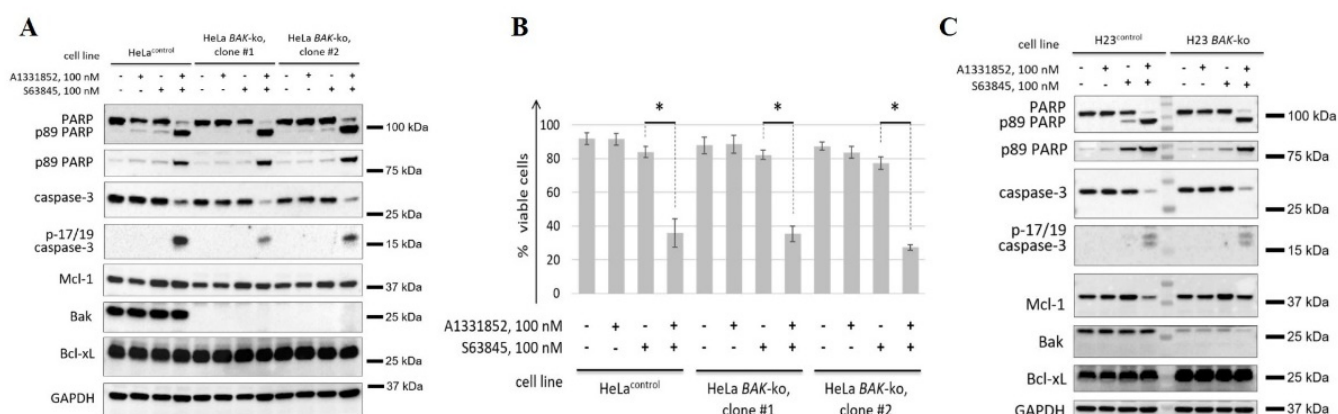 A
cell line
HeLacontrol
HeLa BAK-ko,
clone #1
HeLa BAK-ko,
clone #2
A1331852, 100 nM - + - + - + - + - + - +
S63845, 100 nM - - + + - - + + - - + +
PARP
p89 PARP
100 kDa
p89 PARP
75 kDa
caspase-3
25 kDa
p-17/19
caspase-3
15 kDa
Mcl-1
37 kDa
Bak
25 kDa
Bcl-xL
25 kDa
37 kDa
GAPDH
B
% viable cells
100
80
60
40
20
0
* * *
A1331852, 100 nM - + - + - + - + - + - +
S63845, 100 nM - - + + - - + + - - + +
cell line
HeLacontrol
HeLa BAK-ko,
clone #1
HeLa BAK-ko,
clone #2
C
cell line
H23control
H23 BAK-ko
A1331852, 100 nM - + - + - + - +
S63845, 100 nM - - + + - - + +
PARP
p89 PARP
100 kDa
p89 PARP
75 kDa
caspase-3
25 kDa
p-17/19
caspase-3
15 kDa
Mcl-1
37 kDa
Bak
25 kDa
Bcl-xL
25 kDa
GAPDH
37 kDa